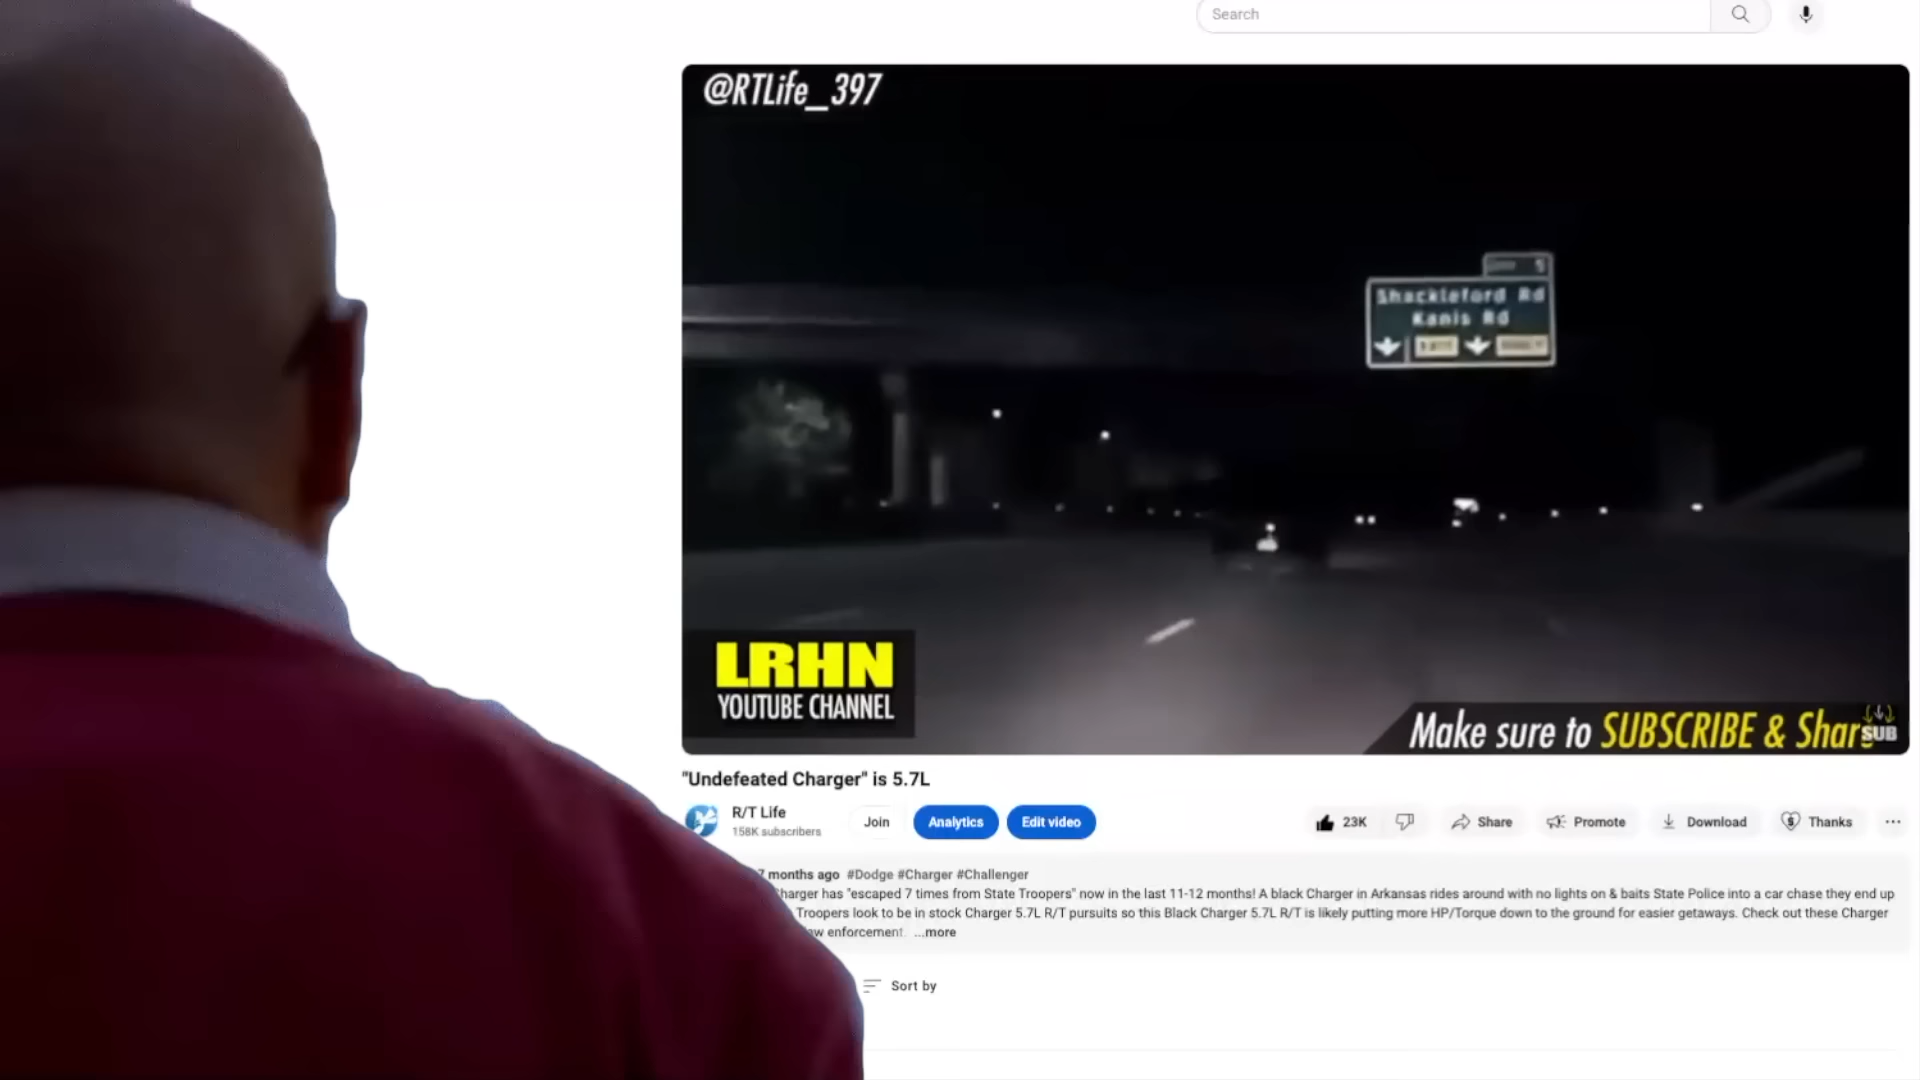 Search
@RTLife_397
5
Shackleford Rd
Kanis Rd
LRHN
YOUTUBE CHANNEL
Make sure to SUBSCRIBE & Share
SUB
"Undefeated Charger" is 5.7L
R/T Life
158K subscribers
Join
Analytics
Edit video
23K
Share
Promote
Download
Thanks
7 months ago #Dodge #Charger #Challenger
Charger has "escaped 7 times from State Troopers" now in the last 11-12 months! A black Charger in Arkansas rides around with no lights on & baits State Police into a car chase they end up
Troopers look to be in stock Charger 5.7L R/T pursuits so this Black Charger 5.7L R/T is likely putting more HP/Torque down to the ground for easier getaways. Check out these Charger
enforcement. ...more
Sort by